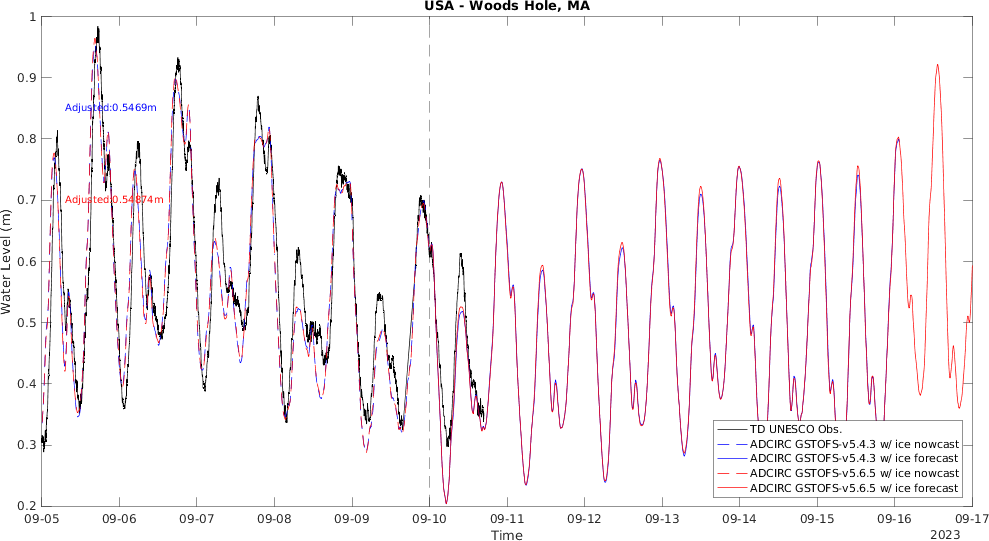 USA - Woods Hole, MA
1
0.9
0.8
0.7
0.6
0.5
0.4
0.3
0.2
Water Level (m)
Adjusted:0.5469m
Adjusted:0.54874m
TD UNESCO Obs.
ADCIRC GSTOFS-v5.4.3 w/ ice nowcast
ADCIRC GSTOFS-v5.4.3 w/ ice forecast
ADCIRC GSTOFS-v5.6.5 w/ ice nowcast
ADCIRC GSTOFS-v5.6.5 w/ ice forecast
09-05 09-06 09-07 09-08 09-09 09-10 09-11 09-12 09-13 09-14 09-15 09-16 09-17
Time
2023